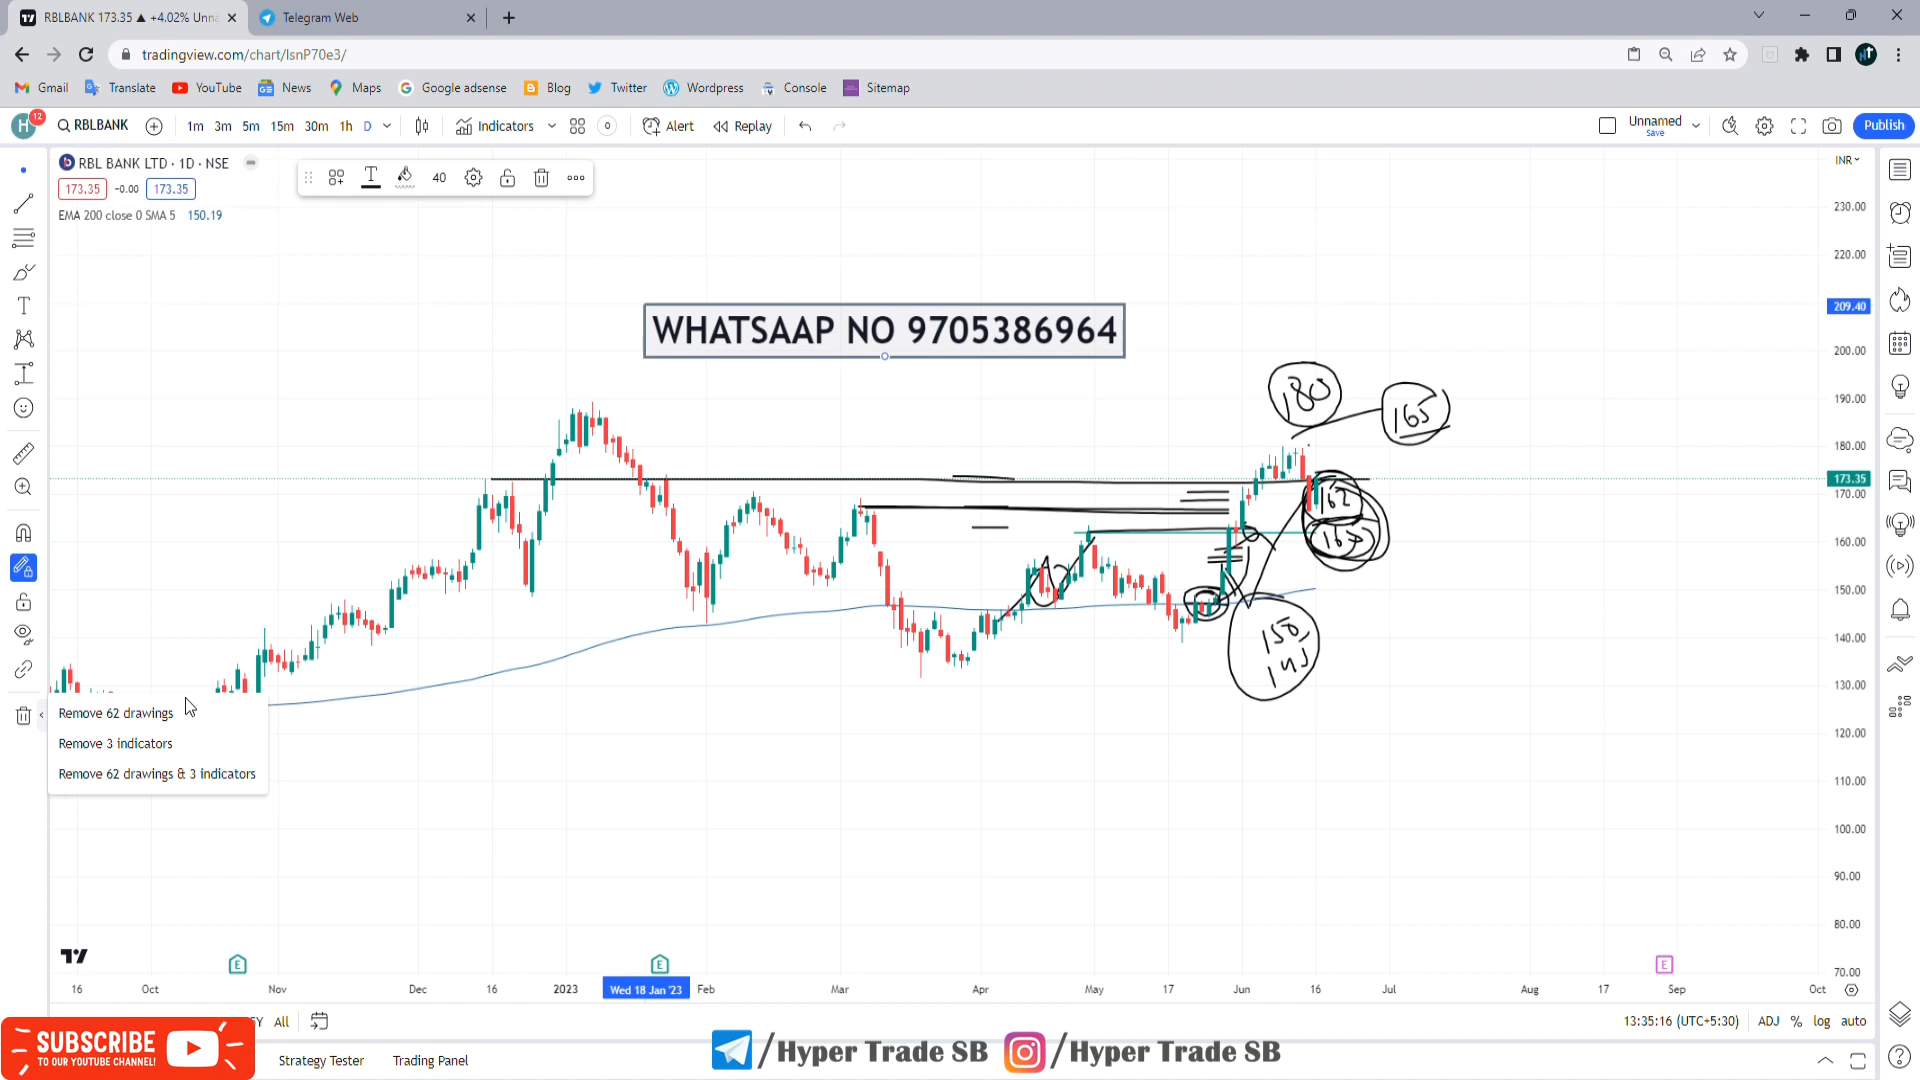 RBLBANK 173.35 ▲ +4.02% Unna
Telegram Web
tradingview.com/chart/lsnP70e3/
Gmail
Translate
YouTube
News
Maps
Google adsense
Blog
Twitter
Wordpress
Console
Sitemap
H 12
RBLBANK
1m 3m 5m 15m 30m 1h D
Indicators
Alert
Replay
Unnamed
Save
Publish
RBL BANK LTD · 1D · NSE
173.35 -0.00 173.35
EMA 200 close 0 SMA 5 150.19
40
INR
230.00
220.00
209.40
200.00
190.00
180.00
173.35
170.00
160.00
150.00
140.00
130.00
120.00
110.00
100.00
90.00
80.00
70.00
WHATSAAP NO 9705386964
180
165
162
160
150,
145
Remove 62 drawings
Remove 3 indicators
Remove 62 drawings & 3 indicators
E E E
16 Oct Nov Dec 16 2023 Wed 18 Jan '23 Feb Mar Apr May 17 Jun 16 Jul Aug 17 Sep Oct
5Y All
13:35:16 (UTC+5:30) ADJ % log auto
SUBSCRIBE
TO OUR YOUTUBE CHANNEL!
Strategy Tester
Trading Panel
/Hyper Trade SB
/Hyper Trade SB